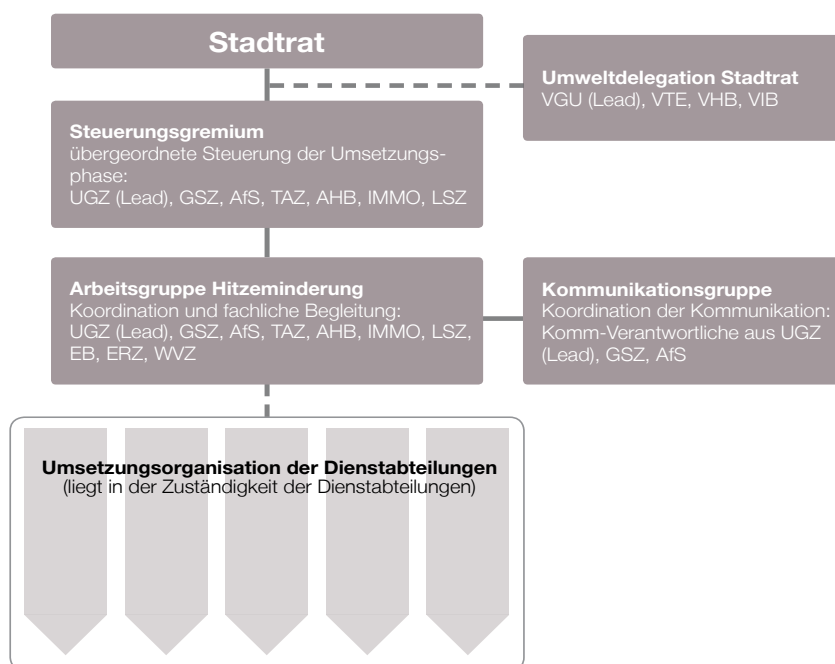 Stadtrat
Umweltdelegation Stadtrat
VGU (Lead), VTE, VHB, VIB
Steuerungsgremium
übergeordnete Steuerung der Umsetzungs-
phase:
UGZ (Lead), GSZ, AfS, TAZ, AHB, IMMO, LSZ
Arbeitsgruppe Hitzeminderung
Koordination und fachliche Begleitung:
UGZ (Lead), GSZ, AfS, TAZ, AHB, IMMO, LSZ,
EB, ERZ, WVZ
Kommunikationsgruppe
Koordination der Kommunikation:
Komm-Verantwortliche aus UGZ
(Lead), GSZ, AfS
Umsetzungsorganisation der Dienstabteilungen
(liegt in der Zuständigkeit der Dienstabteilungen)